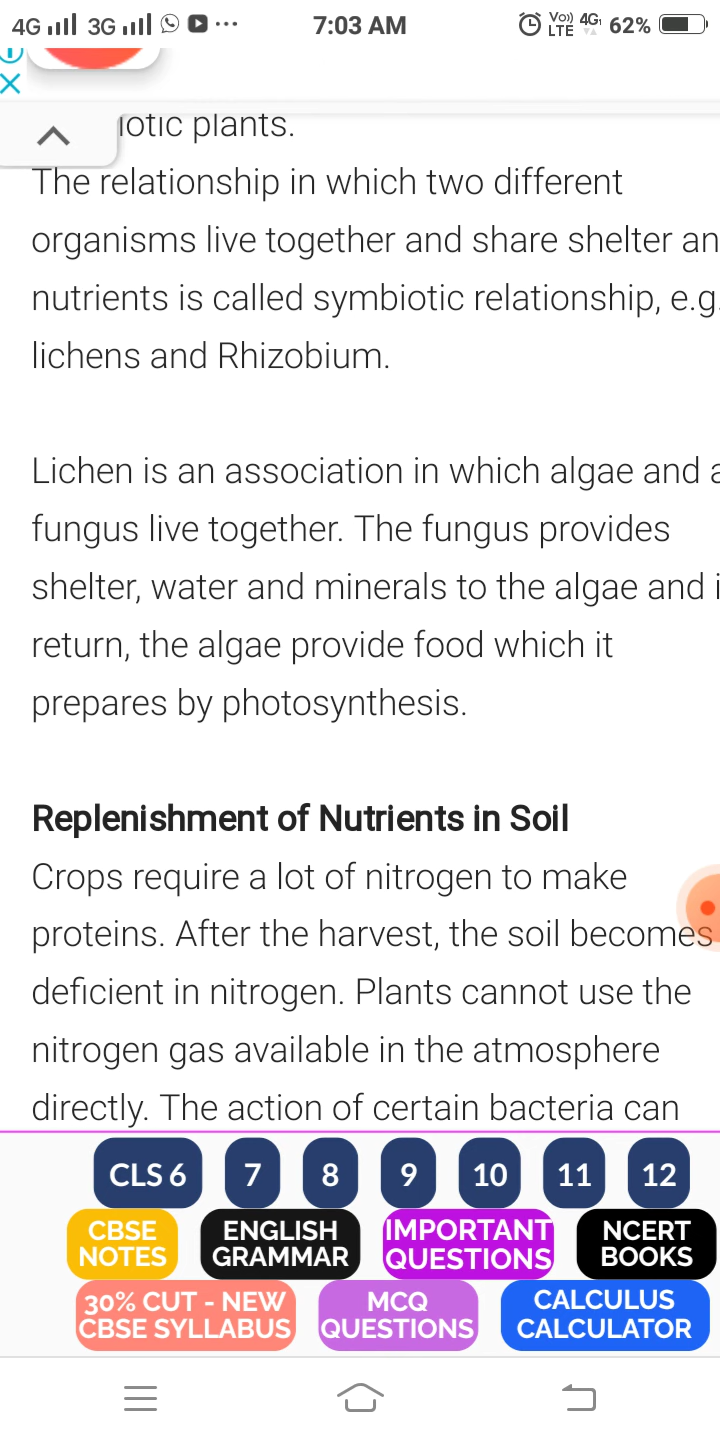 4G 3G 7:03 AM Vo)) LTE 4G 62%
plants.
The relationship in which two different
organisms live together and share shelter an
nutrients is called symbiotic relationship, e.g.
lichens and Rhizobium.
Lichen is an association in which algae and a
fungus live together. The fungus provides
shelter, water and minerals to the algae and i
return, the algae provide food which it
prepares by photosynthesis.
Replenishment of Nutrients in Soil
Crops require a lot of nitrogen to make
proteins. After the harvest, the soil becomes
deficient in nitrogen. Plants cannot use the
nitrogen gas available in the atmosphere
directly. The action of certain bacteria can
CLS 6 7 8 9 10 11 12
CBSE NOTES
ENGLISH GRAMMAR
IMPORTANT QUESTIONS
NCERT BOOKS
30% CUT - NEW CBSE SYLLABUS
MCQ QUESTIONS
CALCULUS CALCULATOR